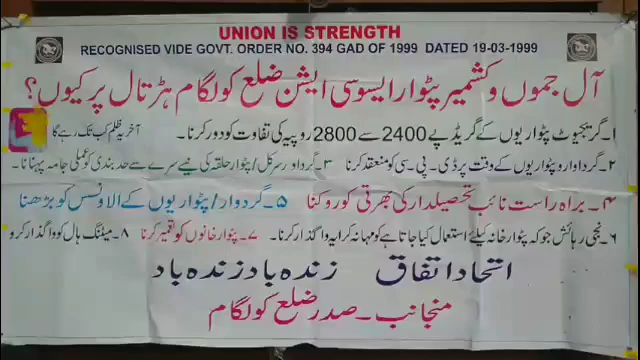 UNION IS STRENGTH
RECOGNISED VIDE GOVT. ORDER NO. 394 GAD OF 1999 DATED 19-03-1999
آل جموں و کشمیر پٹوار ایسوسی ایشن ضلع کولگام ہڑتال پر کیوں؟
۱۔ گریجویٹ پٹواریوں کے گریڈ پے 2400 سے 2800 روپیہ کی تفاوت کو دور کرنا۔ آخر یہ ظلم کب تک رہے گا
۲۔ گرداوار و پٹواریوں کے وقت پر ڈی۔ پی۔ سی کو منعقد کرنا ۳۔ گرداور سرکل / پٹوار حلقہ کی نیے سرے سے حد بندی کو عملی جامہ پہنانا۔
۴۔ براہ راست نائب تحصیلدار کی بھرتی کو روکنا ۵۔ گردوار / پٹواریوں کے الاونس کو بڑھنا
۶۔ نجی رہائش جو کہ پٹوار خانہ کیلئے استعمال کیا جاتا ہے کو مہانہ کرایہ واگذار کرنا۔ ۷۔ پٹوار خانوں کو تعمیر کرنا ۸۔ میٹنگ ہال کو واگذار کرو
اتحاد اتفاق زندہ باد زندہ باد
منجانب۔ صدر ضلع کولگام